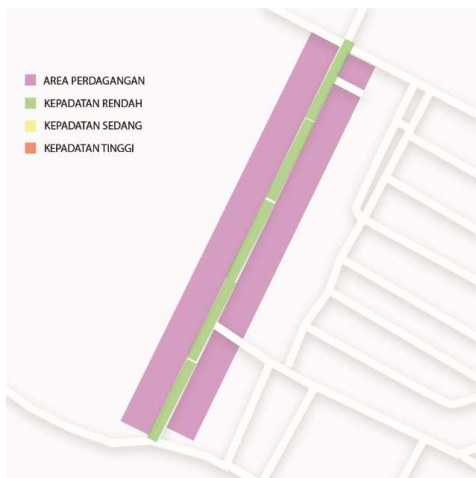 AREA PERDAGANGAN
KEPADATAN RENDAH
KEPADATAN SEDANG
KEPADATAN TINGGI